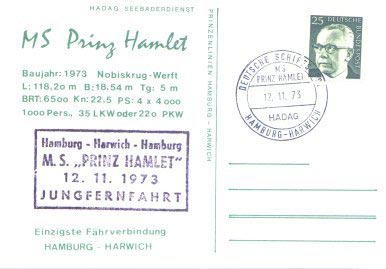 HADAG SEEBÄDERDIENST
MS Prinz Hamlet
Baujahr: 1973 Nobiskrug-Werft
L: 118,20 m B: 18,54 m Tg: 5 m
BRT: 6500 Kn: 22,5 PS: 4 x 4000
1000 Pers., 35 LKW oder 220 PKW
Hamburg - Harwich - Hamburg
M. S. „PRINZ HAMLET"
12. 11. 1973
JUNGFERNFAHRT
Einzigste Fährverbindung
HAMBURG - HARWICH
PRINZENLINIEN HAMBURG - HARWICH
DEUTSCHE SCHIFF
MS
PRINZ HAMLET
12. 11. 73
HADAG
HAMBURG-HARWICH
25
DEUTSCHE BUNDESPOST